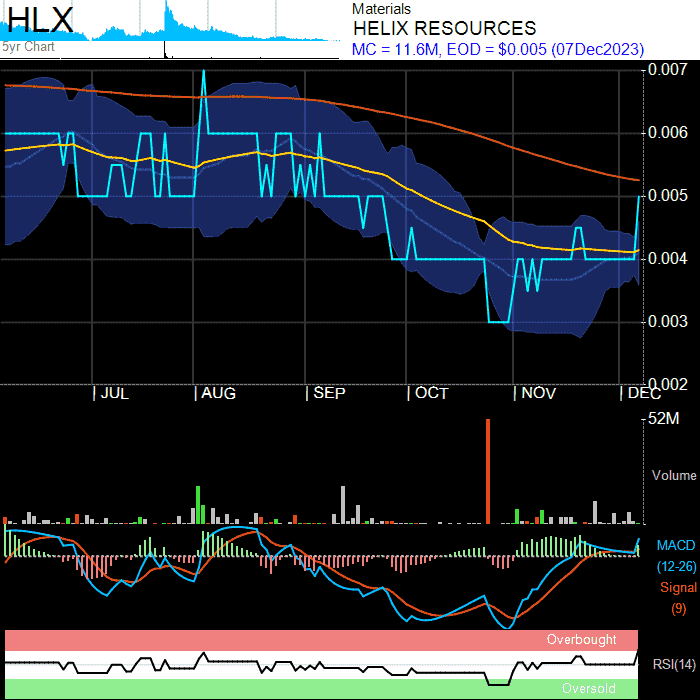 HLX
5yr Chart
Materials
HELIX RESOURCES
MC = 11.6M, EOD = $0.005 (07Dec2023)
0.007
0.006
0.005
0.004
0.003
0.002
JUL AUG SEP OCT NOV DEC
52M
Volume
MACD
(12-26)
Signal
(9)
Overbought
RSI(14)
Oversold